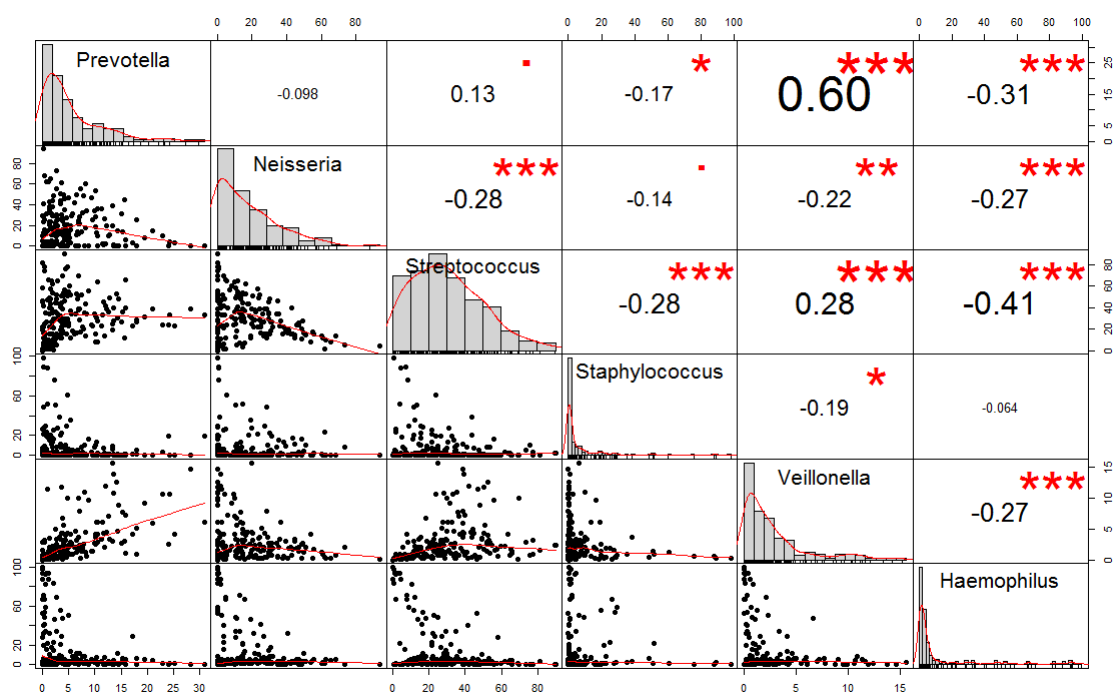 0 20 40 60 80 0 20 40 60 80 100 0 20 40 60 80 100
Prevotella -0.098 0.13 . -0.17 * 0.60 *** -0.31 *** 0 5 15 25
0 20 40 60 80 Neisseria -0.28 *** -0.14 . -0.22 ** -0.27 ***
Streptococcus -0.28 *** 0.28 *** -0.41 *** 0 20 40 60 80
0 20 60 100 Staphylococcus -0.19 * -0.064
Veillonella -0.27 *** 0 5 10 15
0 20 60 100 Haemophilus
0 5 10 15 20 25 30 0 20 40 60 80 0 5 10 15